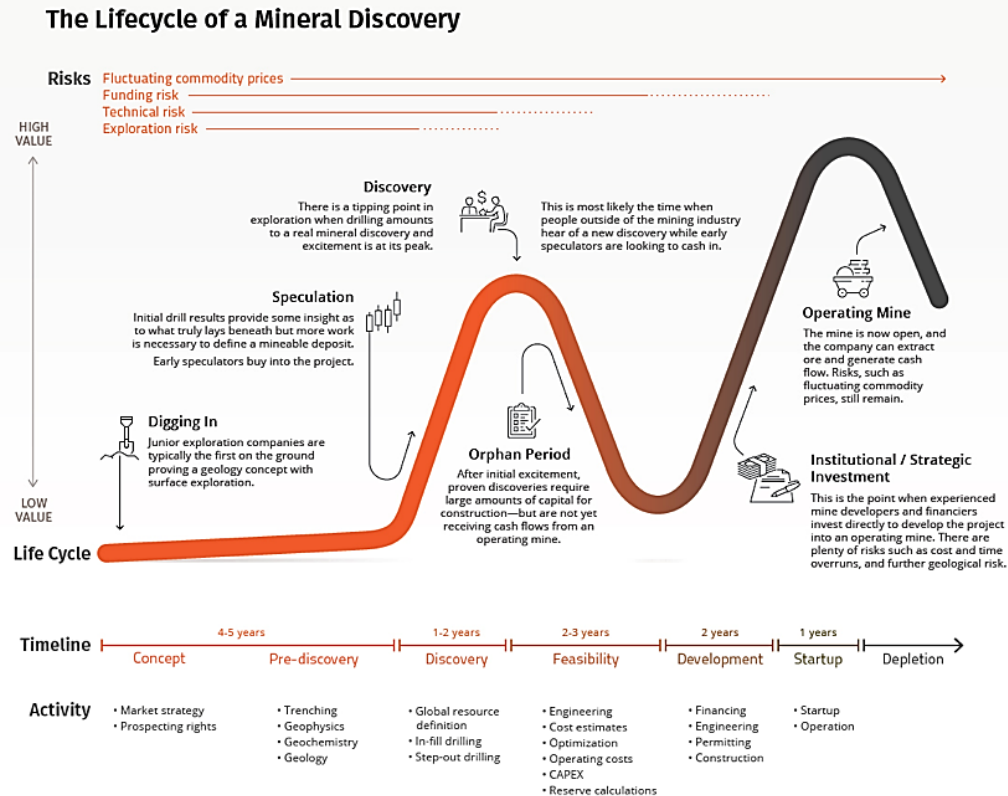 The Lifecycle of a Mineral Discovery
Risks
Fluctuating commodity prices
Funding risk
Technical risk
Exploration risk
HIGH
VALUE
LOW
VALUE
Discovery
There is a tipping point in
exploration when drilling amounts
to a real mineral discovery and
excitement is at its peak.
$
This is most likely the time when
people outside of the mining industry
hear of a new discovery while early
speculators are looking to cash in.
Speculation
Initial drill results provide some insight as
to what truly lays beneath but more work
is necessary to define a mineable deposit.
Early speculators buy into the project.
Digging In
Junior exploration companies are
typically the first on the ground
proving a geology concept with
surface exploration.
Orphan Period
After initial excitement,
proven discoveries require
large amounts of capital for
construction—but are not yet
receiving cash flows from an
operating mine.
Operating Mine
The mine is now open, and
the company can extract
ore and generate cash
flow. Risks, such as
fluctuating commodity
prices, still remain.
Institutional / Strategic
Investment
This is the point when experienced
mine developers and financiers
invest directly to develop the project
into an operating mine. There are
plenty of risks such as cost and time
overruns, and further geological risk.
Life Cycle
Timeline
4-5 years
1-2 years
2-3 years
2 years
1 years
Concept
Pre-discovery
Discovery
Feasibility
Development
Startup
Depletion
Activity
• Market strategy
• Prospecting rights
• Trenching
• Geophysics
• Geochemistry
• Geology
• Global resource
definition
• In-fill drilling
• Step-out drilling
• Engineering
• Cost estimates
• Optimization
• Operating costs
• CAPEX
• Reserve calculations
• Financing
• Engineering
• Permitting
• Construction
• Startup
• Operation